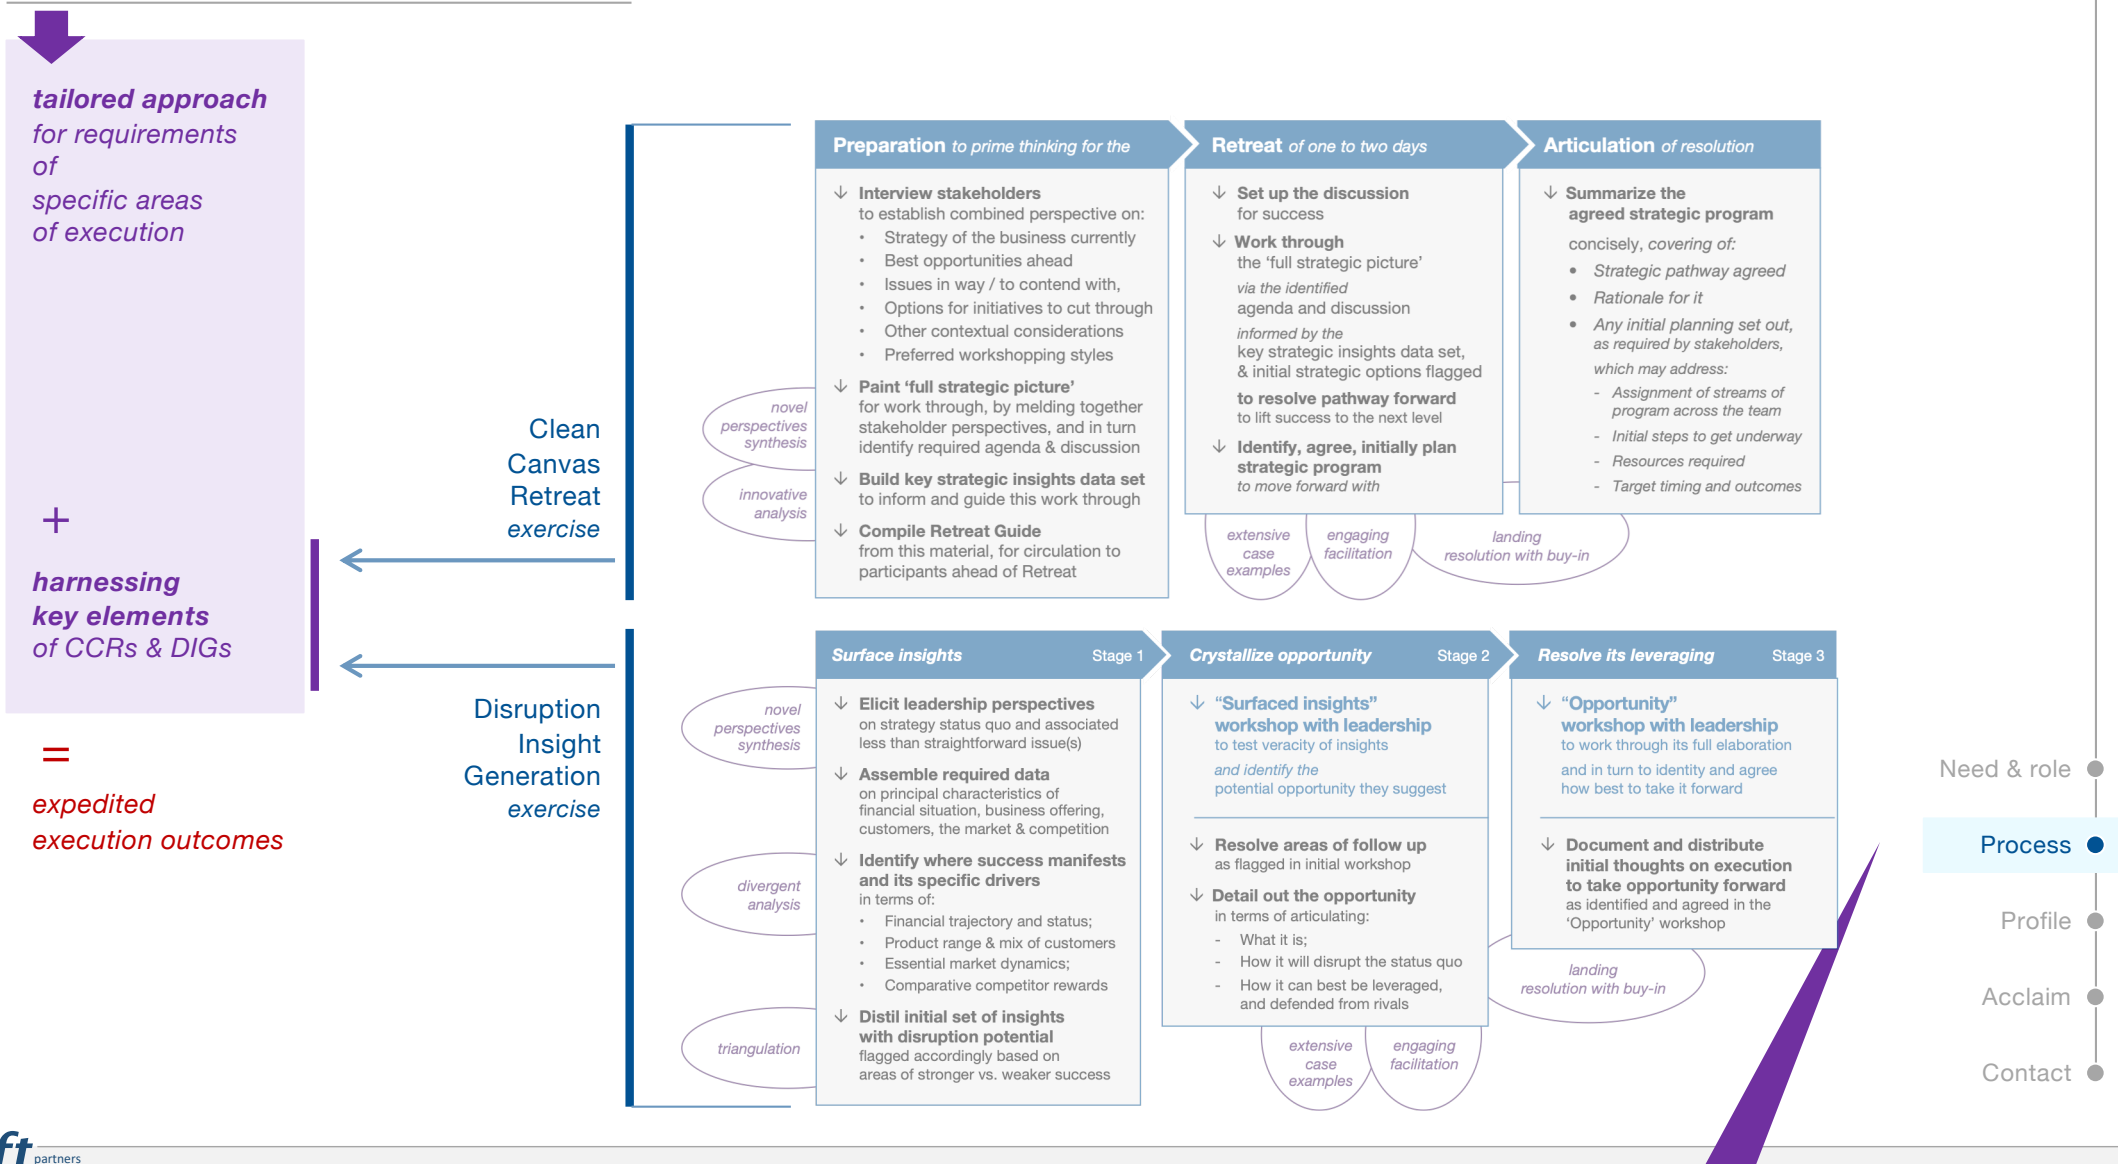 tailored approach
for requirements
of
specific areas
of execution
+
harnessing
key elements
of CCRs & DIGs
=
expedited
execution outcomes
Clean
Canvas
Retreat
exercise
Preparation to prime thinking for the
Interview stakeholders
to establish combined perspective on:
• Strategy of the business currently
• Best opportunities ahead
• Issues in way / to contend with,
• Options for initiatives to cut through
• Other contextual considerations
• Preferred workshopping styles
Paint ‘full strategic picture’
for work through, by melding together
stakeholder perspectives, and in turn
identify required agenda & discussion
Build key strategic insights data set
to inform and guide this work through
Compile Retreat Guide
from this material, for circulation to
participants ahead of Retreat
novel
perspectives
synthesis
innovative
analysis
Retreat of one to two days
Set up the discussion
for success
Work through
the ‘full strategic picture’
via the identified
agenda and discussion
informed by the
key strategic insights data set,
& initial strategic options flagged
to resolve pathway forward
to lift success to the next level
Identify, agree, initially plan
strategic program
to move forward with
extensive
case
examples
engaging
facilitation
landing
resolution with buy-in
Articulation of resolution
Summarize the
agreed strategic program
concisely, covering of:
• Strategic pathway agreed
• Rationale for it
• Any initial planning set out,
as required by stakeholders,
which may address:
- Assignment of streams of
program across the team
- Initial steps to get underway
- Resources required
- Target timing and outcomes
Disruption
Insight
Generation
exercise
Surface insights Stage 1
Elicit leadership perspectives
on strategy status quo and associated
less than straightforward issue(s)
Assemble required data
on principal characteristics of
financial situation, business offering,
customers, the market & competition
Identify where success manifests
and its specific drivers
in terms of:
• Financial trajectory and status;
• Product range & mix of customers
• Essential market dynamics;
• Comparative competitor rewards
Distil initial set of insights
with disruption potential
flagged accordingly based on
areas of stronger vs. weaker success
novel
perspectives
synthesis
divergent
analysis
triangulation
Crystallize opportunity Stage 2
“Surfaced insights”
workshop with leadership
to test veracity of insights
and identify the
potential opportunity they suggest
Resolve areas of follow up
as flagged in initial workshop
Detail out the opportunity
in terms of articulating:
- What it is;
- How it will disrupt the status quo
- How it can best be leveraged,
and defended from rivals
extensive
case
examples
engaging
facilitation
Resolve its leveraging Stage 3
“Opportunity”
workshop with leadership
to work through its full elaboration
and in turn to identity and agree
how best to take it forward
Document and distribute
initial thoughts on execution
to take opportunity forward
as identified and agreed in the
‘Opportunity’ workshop
landing
resolution with buy-in
Need & role
Process
Profile
Acclaim
Contact
ft
partners